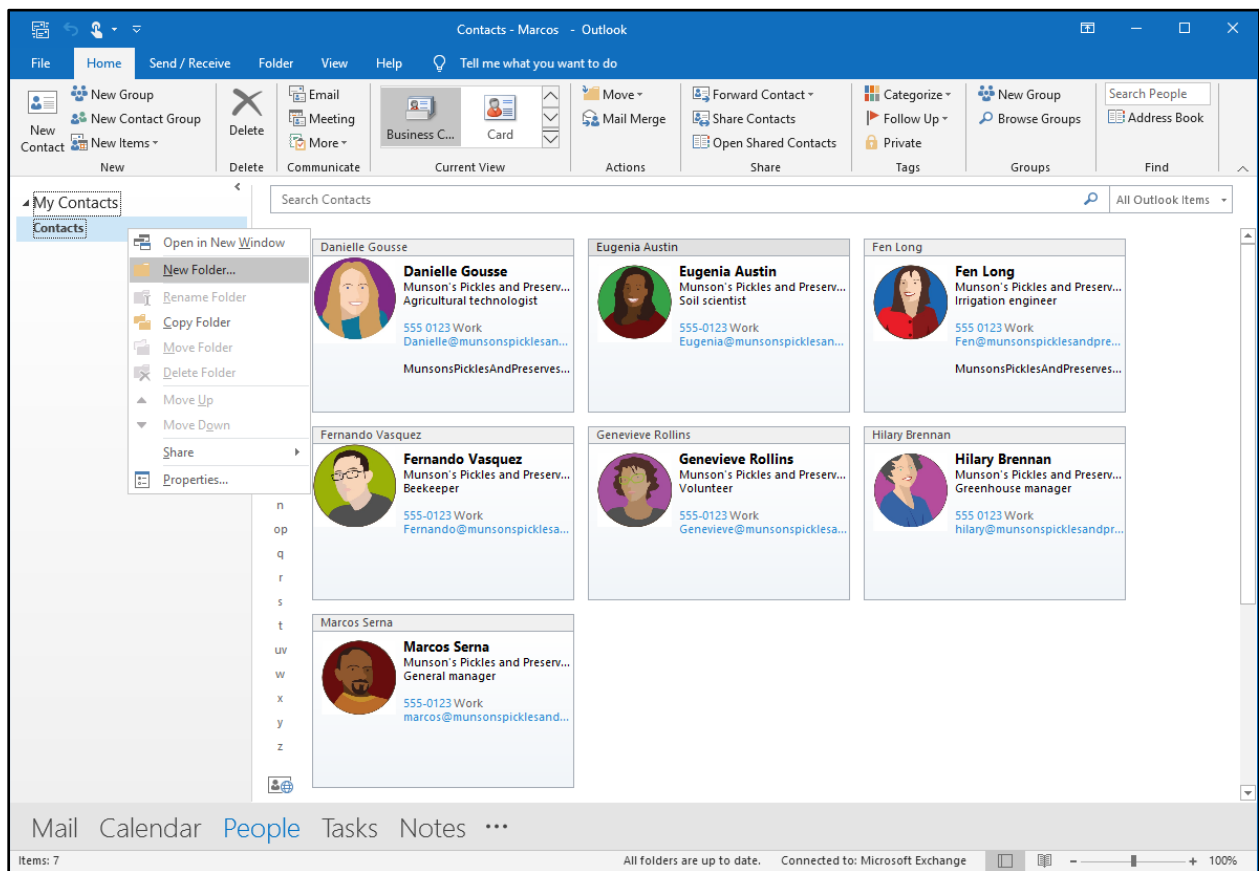 Contacts - Marcos  - Outlook
File Home Send / Receive Folder View Help Tell me what you want to do
New Contact
New Group
New Contact Group
New Items
New
Delete
Delete
Email
Meeting
More
Communicate
Business C...
Card
Current View
Move
Mail Merge
Actions
Forward Contact
Share Contacts
Open Shared Contacts
Share
Categorize
Follow Up
Private
Tags
New Group
Browse Groups
Groups
Search People
Address Book
Find
My Contacts
Contacts
Search Contacts
All Outlook Items
Open in New Window
New Folder...
Rename Folder
Copy Folder
Move Folder
Delete Folder
Move Up
Move Down
Share
Properties...
n
op
q
r
s
t
uv
w
x
y
z
Danielle Gousse
Danielle Gousse
Munson's Pickles and Preserv...
Agricultural technologist
555 0123 Work
Danielle@munsonspicklesan...
MunsonsPicklesAndPreserves...
Eugenia Austin
Eugenia Austin
Munson's Pickles and Preserv...
Soil scientist
555-0123 Work
Eugenia@munsonspicklesan...
Fen Long
Fen Long
Munson's Pickles and Preserv...
Irrigation engineer
555 0123 Work
Fen@munsonspicklesandpre...
MunsonsPicklesAndPreserves...
Fernando Vasquez
Fernando Vasquez
Munson's Pickles and Preserv...
Beekeeper
555-0123 Work
Fernando@munsonspicklesa...
Genevieve Rollins
Genevieve Rollins
Munson's Pickles and Preserv...
Volunteer
555-0123 Work
Genevieve@munsonspicklesa...
Hilary Brennan
Hilary Brennan
Munson's Pickles and Preserv...
Greenhouse manager
555 0123 Work
hilary@munsonspicklesandpr...
Marcos Serna
Marcos Serna
Munson's Pickles and Preserv...
General manager
555-0123 Work
marcos@munsonspicklesand...
Mail Calendar People Tasks Notes ...
Items: 7
All folders are up to date. Connected to: Microsoft Exchange
100%